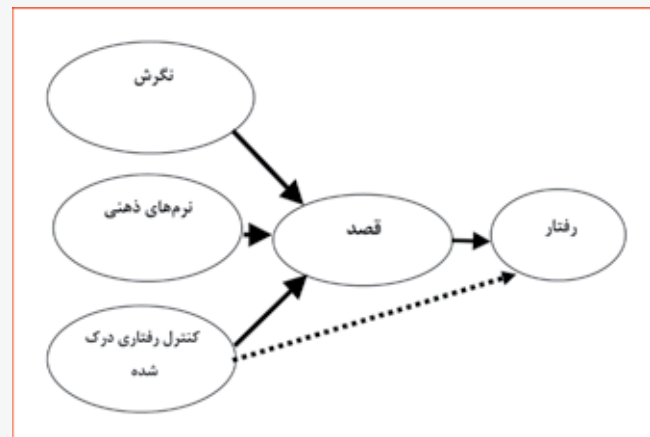 نگرش
نرم‌های ذهنی
قصد
رفتار
کنترل رفتاری درک
شده